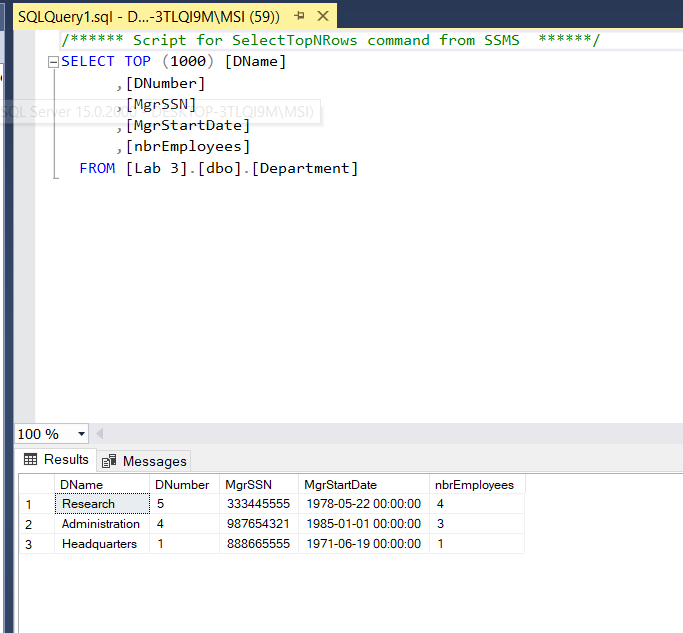 SQLQuery1.sql - D...-3TLQI9M\MSI (59))
/****** Script for SelectTopNRows command from SSMS  ******/
SELECT TOP (1000) [DName]
,[DNumber]
,[MgrSSN]
,[MgrStartDate]
,[nbrEmployees]
FROM [Lab 3].[dbo].[Department]
100 %
Results Messages
DName DNumber MgrSSN MgrStartDate nbrEmployees
1 Research 5 333445555 1978-05-22 00:00:00 4
2 Administration 4 987654321 1985-01-01 00:00:00 3
3 Headquarters 1 888665555 1971-06-19 00:00:00 1